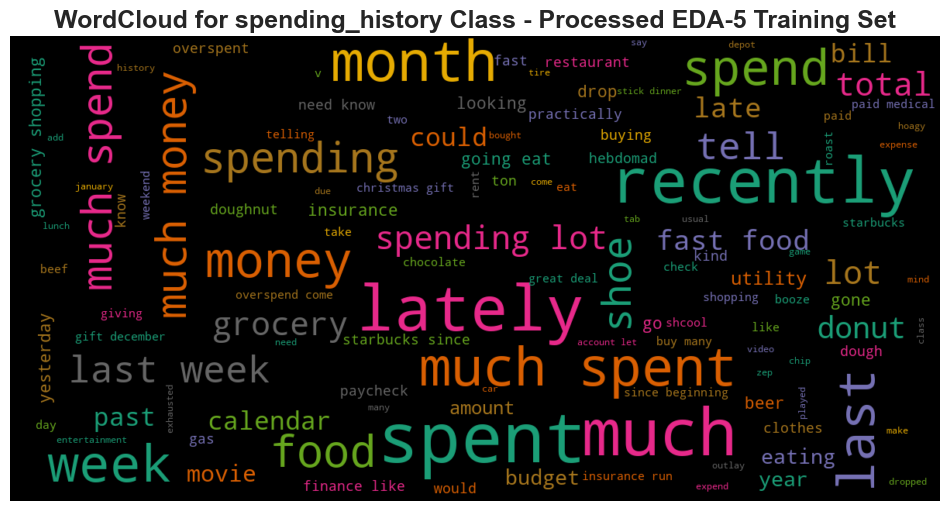 WordCloud for spending_history Class - Processed EDA-5 Training Set
overspent
month
fast
restaurant
say
depot
bill
spend
total
v
tire
history
grocery shopping
much spend
much money
need know
looking
drop
stick dinner
practically
late
paid medical
paid
hoagy
add
telling
two
could
bought
buying
tell
roast
expense
spending
going eat
hebdomad
recently
january
know
weekend
due
christmas gift
rent
ton
come
eat
doughnut
insurance
lunch
take
tab
usual
starbucks
spending lot
shoe
fast food
game
kind
money
chocolate
check
beef
great deal
utility
lot
mind
overspend come
lately
shopping
booze
gone
giving
grocery
go
shcool
like
donut
class
yesterday
gift december
need
starbucks since
account let
buy many
video
dough
last week
much spent
chip
zep
paycheck
car
since beginning
exhausted
many
amount
beer
played
last
day
past
calendar
clothes
make
entertainment
gas
spent
much
week
food
eating
movie
outlay
budget
insurance run
year
finance like
would
expend
dropped